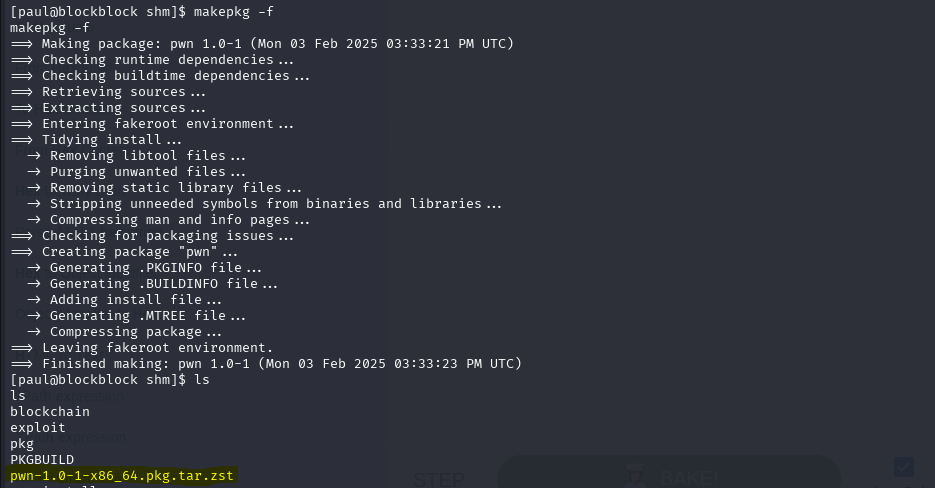 [paul@blockblock shm]$ makepkg -f
makepkg -f
==> Making package: pwn 1.0-1 (Mon 03 Feb 2025 03:33:21 PM UTC)
==> Checking runtime dependencies...
==> Checking buildtime dependencies...
==> Retrieving sources...
==> Extracting sources...
==> Entering fakeroot environment...
==> Tidying install...
  -> Removing libtool files...
  -> Purging unwanted files...
  -> Removing static library files...
  -> Stripping unneeded symbols from binaries and libraries...
  -> Compressing man and info pages...
==> Checking for packaging issues...
==> Creating package "pwn"...
  -> Generating .PKGINFO file...
  -> Generating .BUILDINFO file...
  -> Adding install file...
  -> Generating .MTREE file...
  -> Compressing package...
==> Leaving fakeroot environment.
==> Finished making: pwn 1.0-1 (Mon 03 Feb 2025 03:33:23 PM UTC)
[paul@blockblock shm]$ ls
ls
blockchain
exploit
pkg
PKGBUILD
pwn-1.0-1-x86_64.pkg.tar.zst
STEP
BAKE!